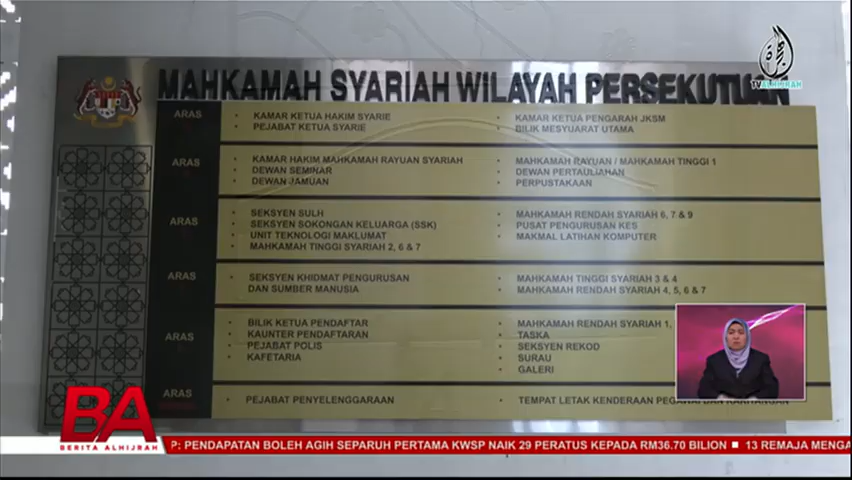 TV ALHIJRAH
MAHKAMAH SYARIAH WILAYAH PERSEKUTUAN
ARAS
• KAMAR KETUA HAKIM SYARIE
• PEJABAT KETUA SYARIE
• KAMAR KETUA PENGARAH JKSM
• BILIK MESYUARAT UTAMA
ARAS
• KAMAR HAKIM MAHKAMAH RAYUAN SYARIAH
• DEWAN SEMINAR
• DEWAN JAMUAN
• MAHKAMAH RAYUAN / MAHKAMAH TINGGI 1
• DEWAN PERTAULIAHAN
• PERPUSTAKAAN
ARAS
• SEKSYEN SULH
• SEKSYEN SOKONGAN KELUARGA (SSK)
• UNIT TEKNOLOGI MAKLUMAT
• MAHKAMAH TINGGI SYARIAH 2, 6 & 7
• MAHKAMAH RENDAH SYARIAH 6, 7 & 9
• PUSAT PENGURUSAN KES
• MAKMAL LATIHAN KOMPUTER
ARAS
• SEKSYEN KHIDMAT PENGURUSAN
DAN SUMBER MANUSIA
• MAHKAMAH TINGGI SYARIAH 3 & 4
• MAHKAMAH RENDAH SYARIAH 4, 5, 6 & 7
ARAS
• BILIK KETUA PENDAFTAR
• KAUNTER PENDAFTARAN
• PEJABAT POLIS
• KAFETARIA
• MAHKAMAH RENDAH SYARIAH 1,
• TASKA
• SEKSYEN REKOD
• SURAU
• GALERI
ARAS
• PEJABAT PENYELENGGARAAN
• TEMPAT LETAK KENDERAAN PEGAWAI DAN KAKITANGAN
BA
BERITA ALHIJRAH
P: PENDAPATAN BOLEH AGIH SEPARUH PERTAMA KWSP NAIK 29 PERATUS KEPADA RM36.70 BILION ■ 13 REMAJA MENGA